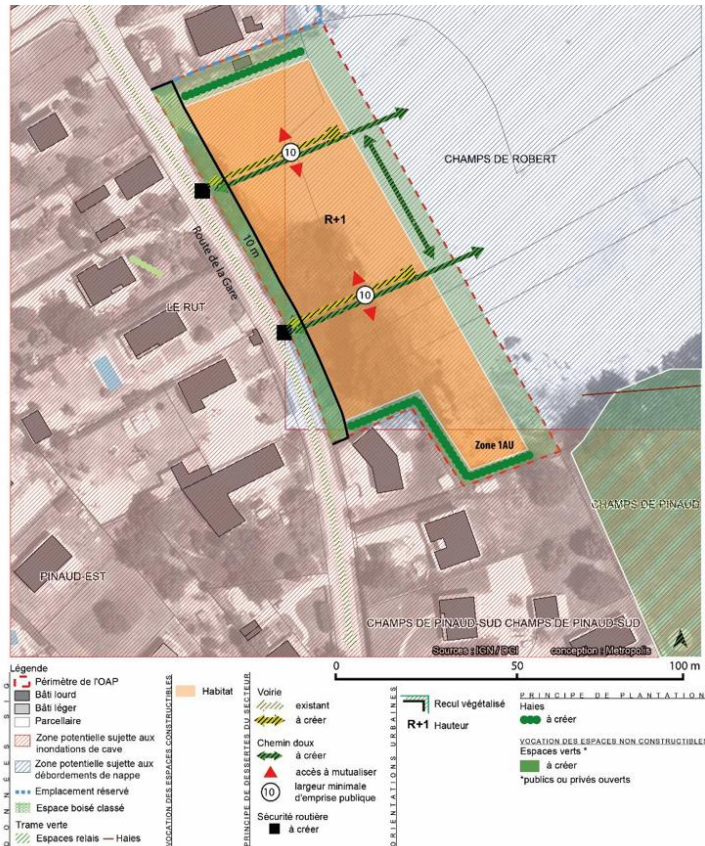 CHAMPS DE ROBERT
10
R+1
10 m
Route de la Gare
10
LE RUT
Zone 1AU
CHAMPS DE PINAUD
PINAUD-EST
CHAMPS DE PINAUD-SUD CHAMPS DE PINAUD-SUD
Sources : IGN / DGI conception : Metropolis
0 50 100 m
Légende
DONNÉES SIG
Périmètre de l'OAP
Bâti lourd
Bâti léger
Parcellaire
Zone potentielle sujette aux
inondations de cave
Zone potentielle sujette aux
débordements de nappe
Emplacement réservé
Espace boisé classé
Trame verte
Espaces relais Haies
VOCATION DES ESPACES CONSTRUCTIBLES
Habitat
PRINCIPE DE DESSERTES DU SECTEUR
Voirie
existant
à créer
Chemin doux
à créer
accès à mutualiser
10 largeur minimale
d'emprise publique
Sécurité routière
à créer
ORIENTATIONS URBAINES
Recul végétalisé
R+1 Hauteur
PRINCIPE DE PLANTATION
Haies
à créer
VOCATION DES ESPACES NON CONSTRUCTIBLES
Espaces verts *
à créer
*publics ou privés ouverts